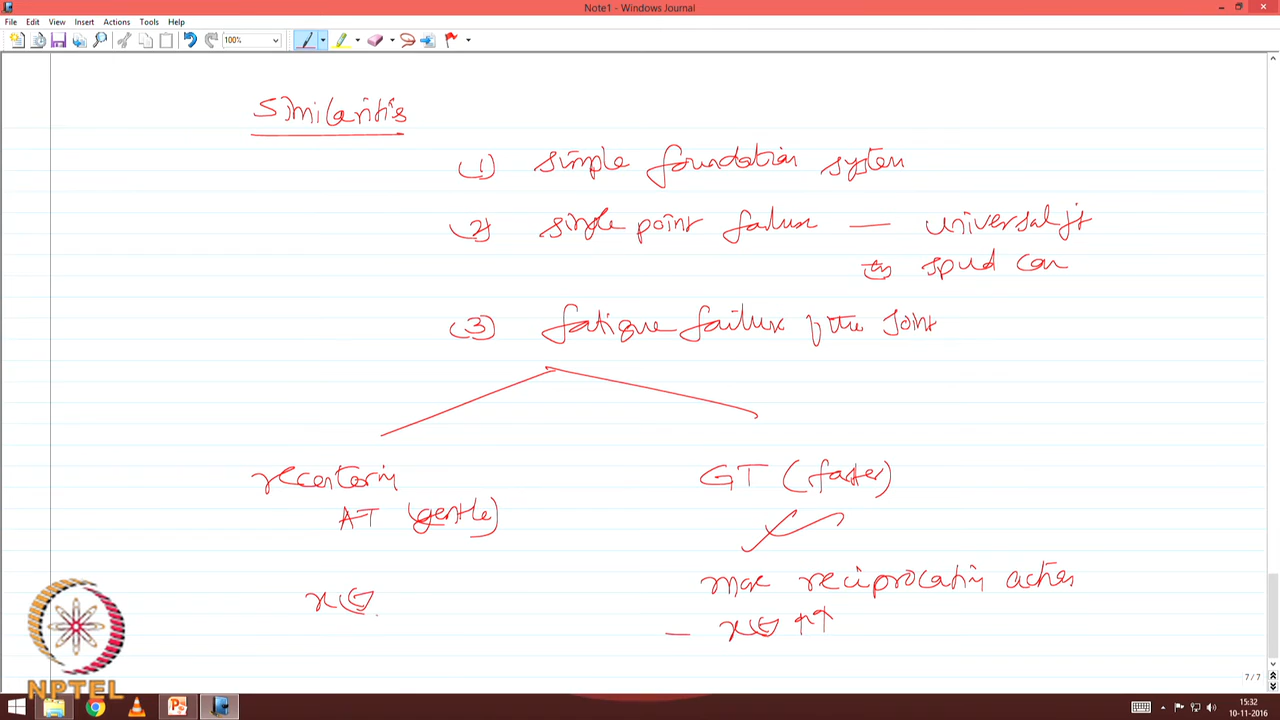 Note1 - Windows Journal
File Edit View Insert Actions Tools Help
100%
Similaritis
(1) simple foundation system
(2) single point failure — universal jt
spud can
(3) fatigue failure of the joint
recentering GT (faster)
AT (gentle)
max reciprocating action
—
NPTEL
7 / 7
15:32
10-11-2016